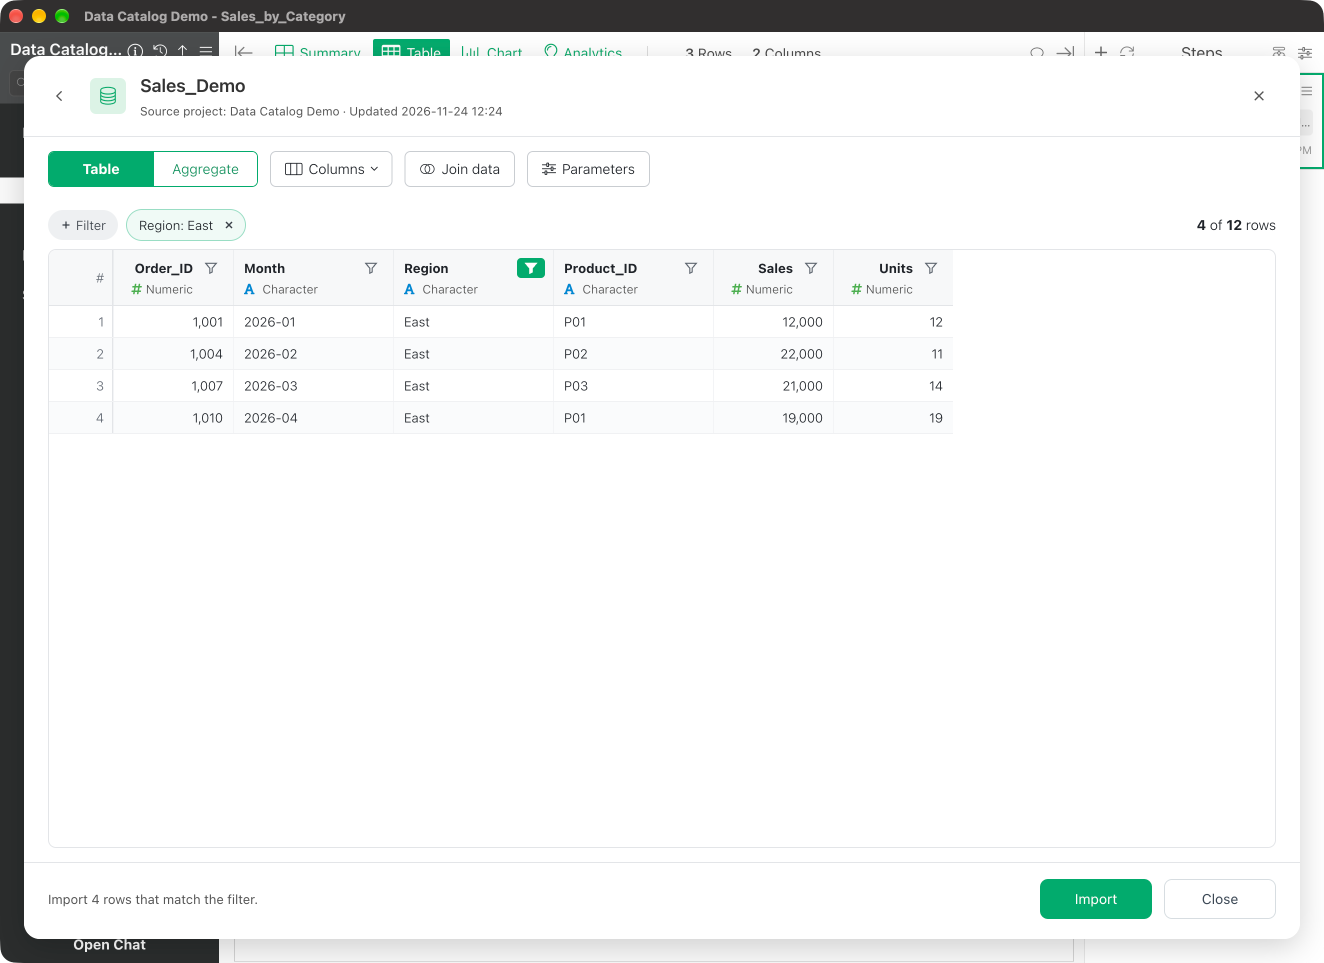 Data Catalog Demo - Sales_by_Category
Data Catalog...
Summary
Table
Chart
Analytics
3 Rows
2 Columns
Steps
Sales_Demo
Source project: Data Catalog Demo · Updated 2026-11-24 12:24
Table
Aggregate
Columns
Join data
Parameters
+ Filter
Region: East ×
4 of 12 rows
# Order_ID Month Region Product_ID Sales Units
# Numeric A Character A Character A Character # Numeric # Numeric
1 1,001 2026-01 East P01 12,000 12
2 1,004 2026-02 East P02 22,000 11
3 1,007 2026-03 East P03 21,000 14
4 1,010 2026-04 East P01 19,000 19
Import 4 rows that match the filter.
Import
Close
Open Chat